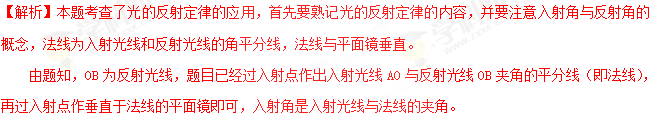 【解析】本题考查了光的反射定律的应用，首先要熟记光的反射定律的内容，并要注意入射角与反射角的
概念，法线为入射光线和反射光线的角平分线，法线与平面镜垂直。
由题知，OB 为反射光线，题目已经过入射点作出入射光线 AO 与反射光线 OB 夹角的平分线（即法线），
再过入射点作垂直于法线的平面镜即可，入射角是入射光线与法线的夹角。